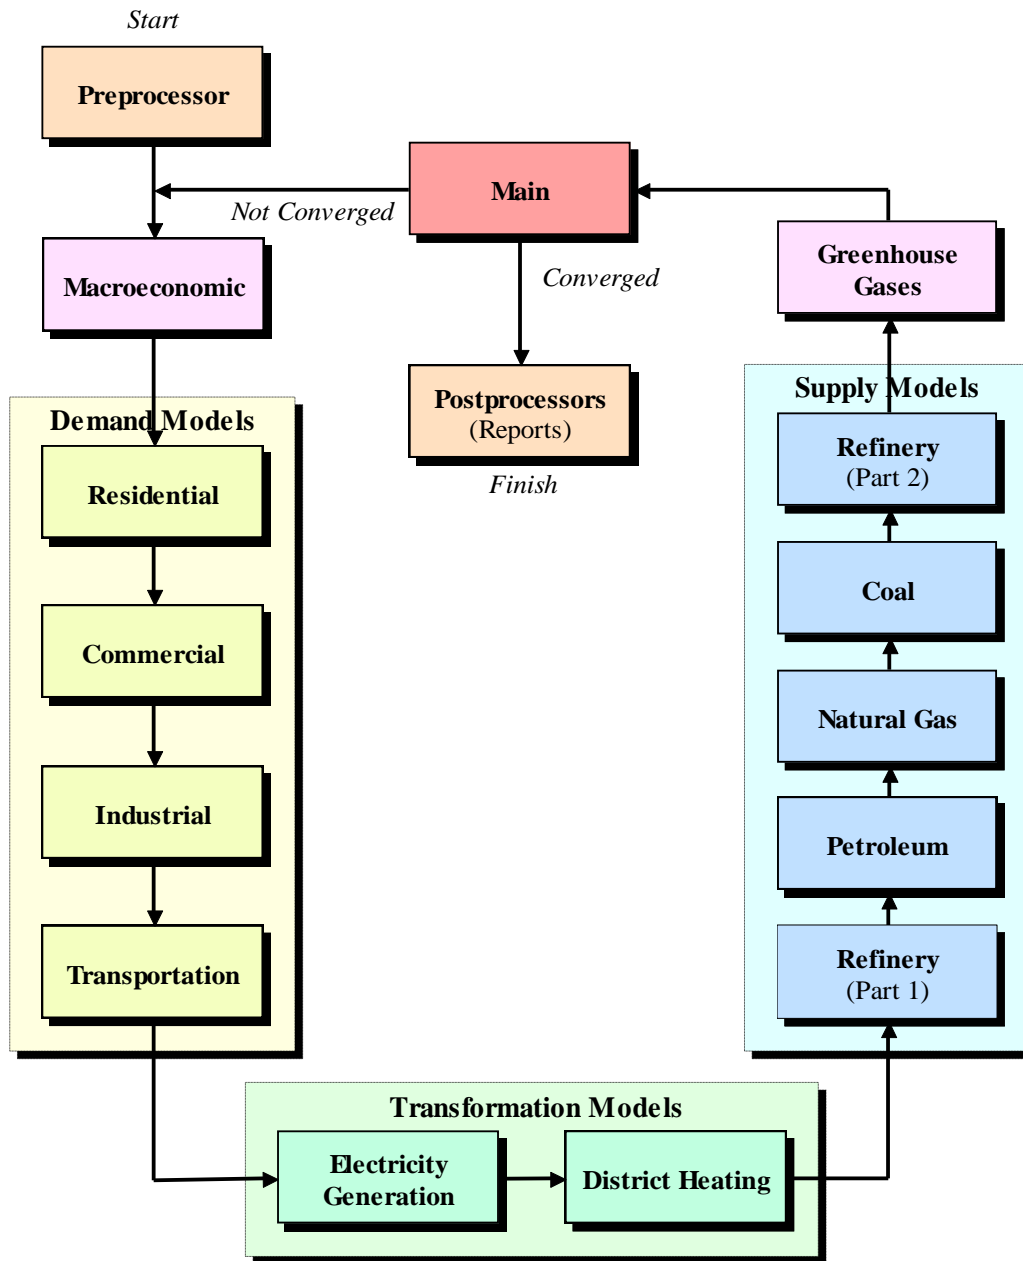 Start
Preprocessor
Main
Not Converged
Converged
Macroeconomic
Greenhouse
Gases
Postprocessors
(Reports)
Finish
Demand Models
Residential
Commercial
Industrial
Transportation
Transformation Models
Electricity
Generation
District Heating
Supply Models
Refinery
(Part 2)
Coal
Natural Gas
Petroleum
Refinery
(Part 1)